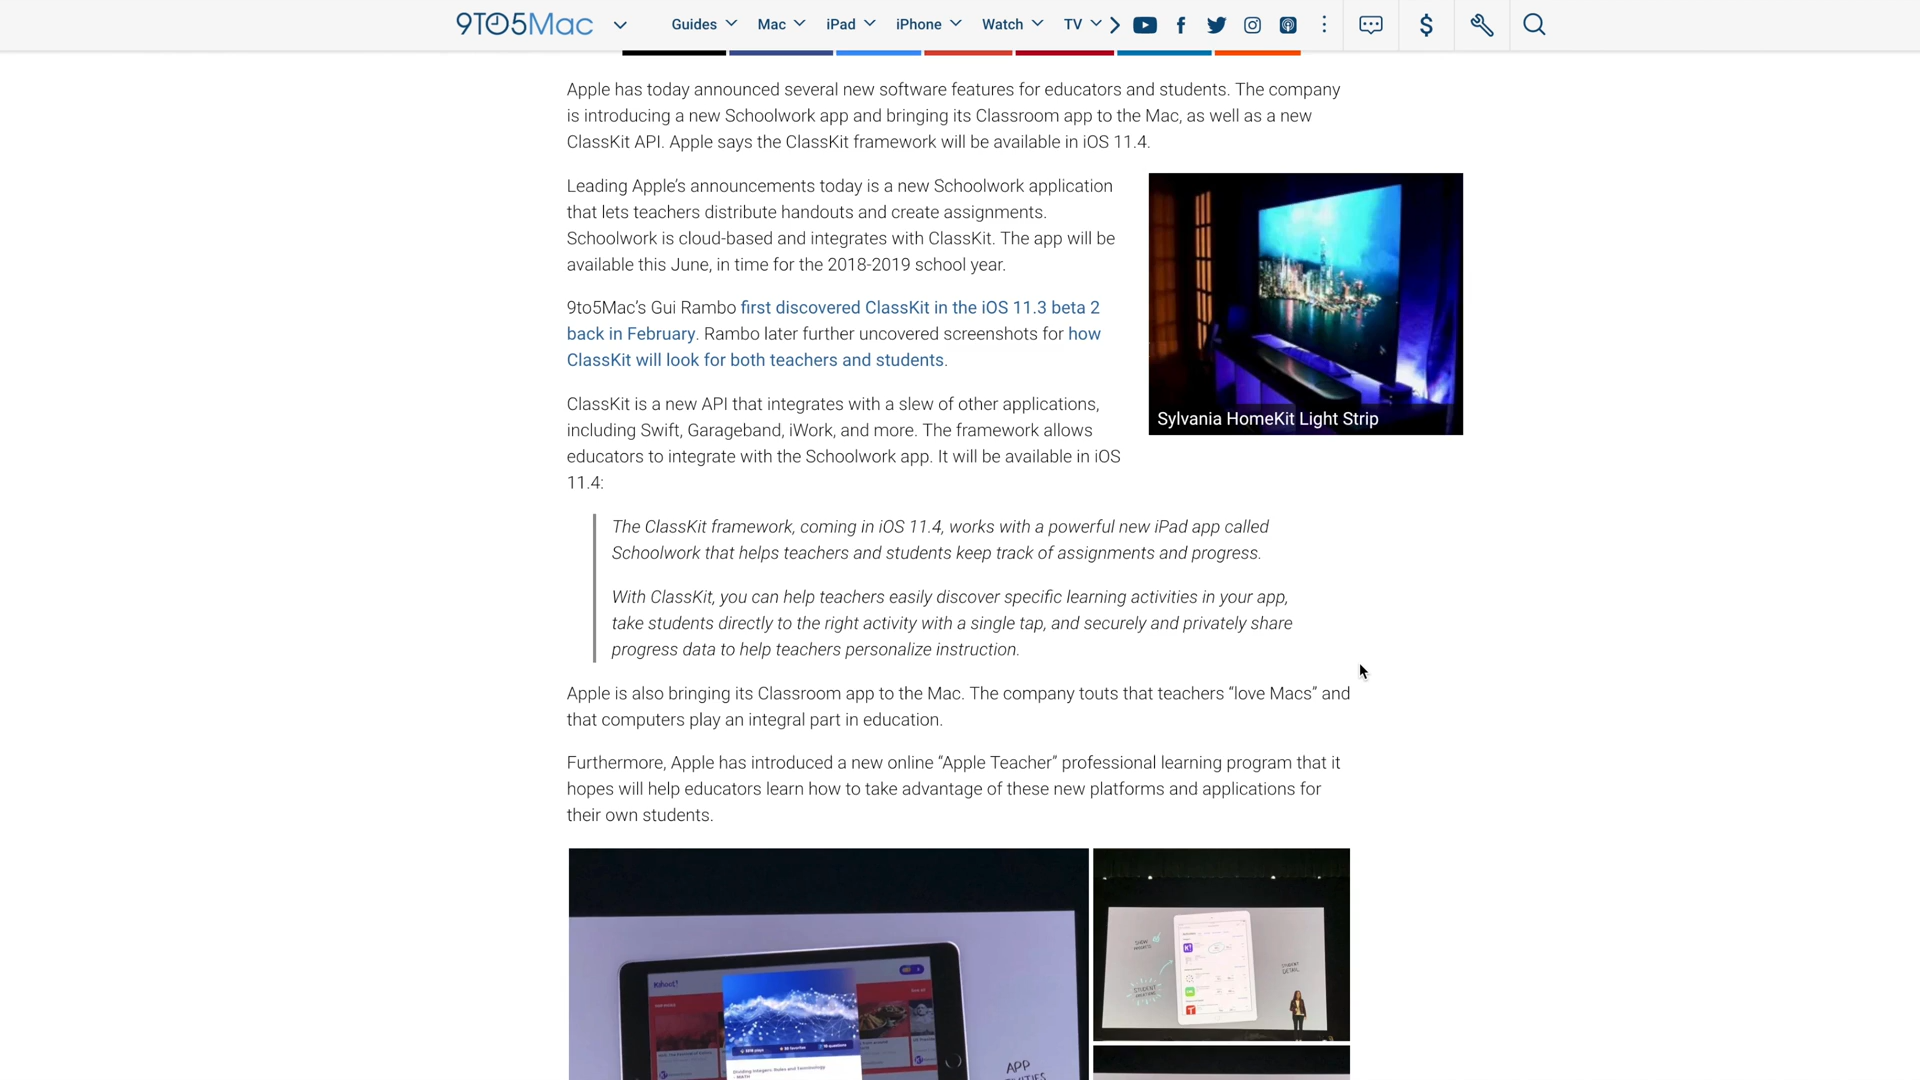 9TO5Mac
Guides
Mac
iPad
iPhone
Watch
TV
Apple has today announced several new software features for educators and students. The company
is introducing a new Schoolwork app and bringing its Classroom app to the Mac, as well as a new
ClassKit API. Apple says the ClassKit framework will be available in iOS 11.4.
Leading Apple’s announcements today is a new Schoolwork application
that lets teachers distribute handouts and create assignments.
Schoolwork is cloud-based and integrates with ClassKit. The app will be
available this June, in time for the 2018-2019 school year.
Sylvania HomeKit Light Strip
9to5Mac’s Gui Rambo first discovered ClassKit in the iOS 11.3 beta 2
back in February. Rambo later further uncovered screenshots for how
ClassKit will look for both teachers and students.
ClassKit is a new API that integrates with a slew of other applications,
including Swift, Garageband, iWork, and more. The framework allows
educators to integrate with the Schoolwork app. It will be available in iOS
11.4:
The ClassKit framework, coming in iOS 11.4, works with a powerful new iPad app called
Schoolwork that helps teachers and students keep track of assignments and progress.
With ClassKit, you can help teachers easily discover specific learning activities in your app,
take students directly to the right activity with a single tap, and securely and privately share
progress data to help teachers personalize instruction.
Apple is also bringing its Classroom app to the Mac. The company touts that teachers “love Macs” and
that computers play an integral part in education.
Furthermore, Apple has introduced a new online “Apple Teacher” professional learning program that it
hopes will help educators learn how to take advantage of these new platforms and applications for
their own students.
Kahoot!
Dividing Integers: Rules and Terminology
- MATH
APP
STUDENT
DETAIL